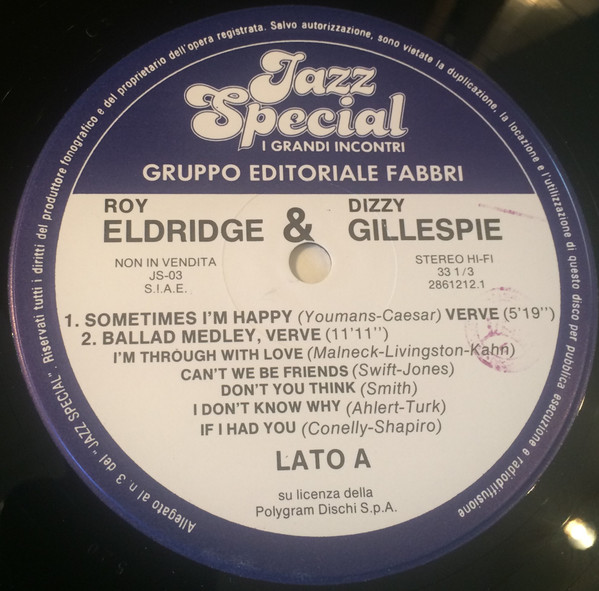 Riservati tutti i diritti del produttore fonografico e del proprietario dell'opera registrata. Salvo autorizzazione, sono vietate la duplicazione, la locazione e l'utilizzazione di questo disco per pubblica esecuzione e radiodiffusione
Jazz
Special
I GRANDI INCONTRI
GRUPPO EDITORIALE FABBRI
ROY
ELDRIDGE & DIZZY
GILLESPIE
NON IN VENDITA
JS-03
S.I.A.E.
STEREO HI-FI
33 1/3
2861212.1
1. SOMETIMES I'M HAPPY (Youmans-Caesar) VERVE (5'19'')
2. BALLAD MEDLEY, VERVE (11'11'')
I'M THROUGH WITH LOVE (Malneck-Livingston-Kahn)
CAN'T WE BE FRIENDS (Swift-Jones)
DON'T YOU THINK (Smith)
I DON'T KNOW WHY (Ahlert-Turk)
IF I HAD YOU (Conelly-Shapiro)
LATO A
su licenza della
Polygram Dischi S.p.A.
Allegato al n. 3 del "JAZZ SPECIAL".